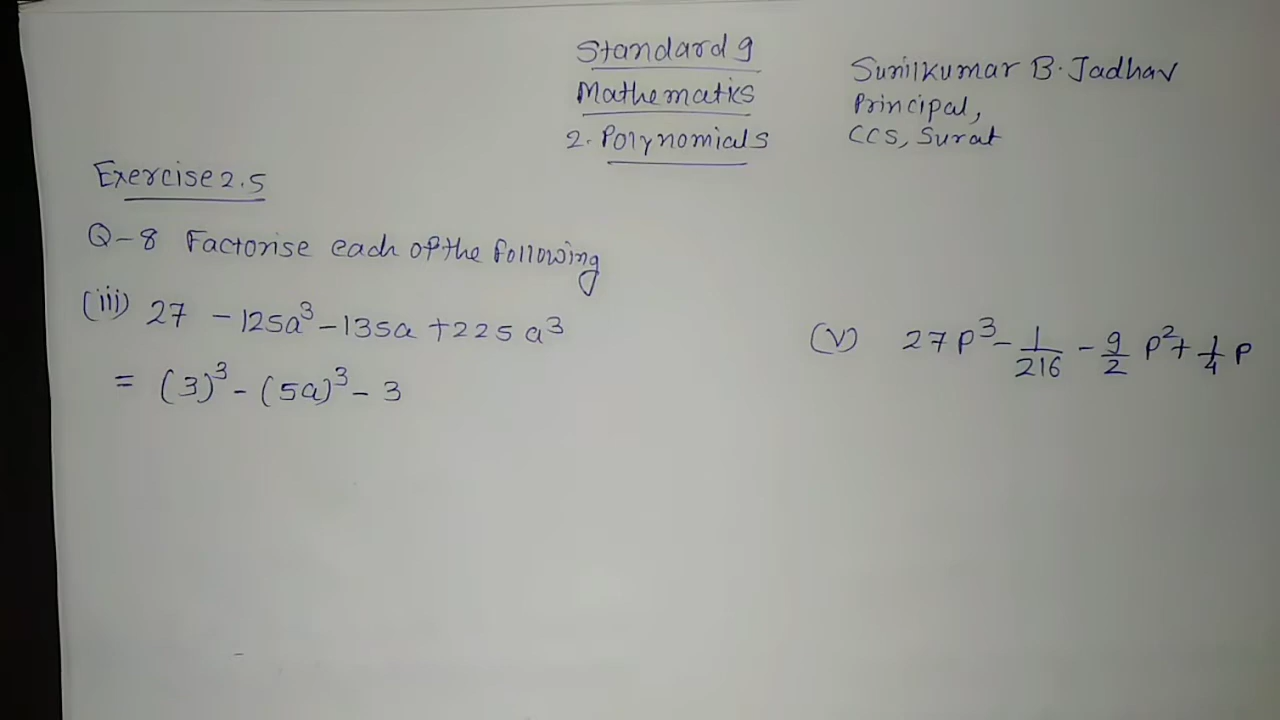 Standard 9
Mathematics
2. Polynomials
Sunilkumar B. Jadhav
Principal,
CCS, Surat
Exercise 2.5
Q-8 Factorise each of the following
(iii) 27 - 125a³ - 135a + 225a³
= (3)³ - (5a)³ - 3
(v) 27p³ - 1/216 - 9/2 p² + 1/4 p